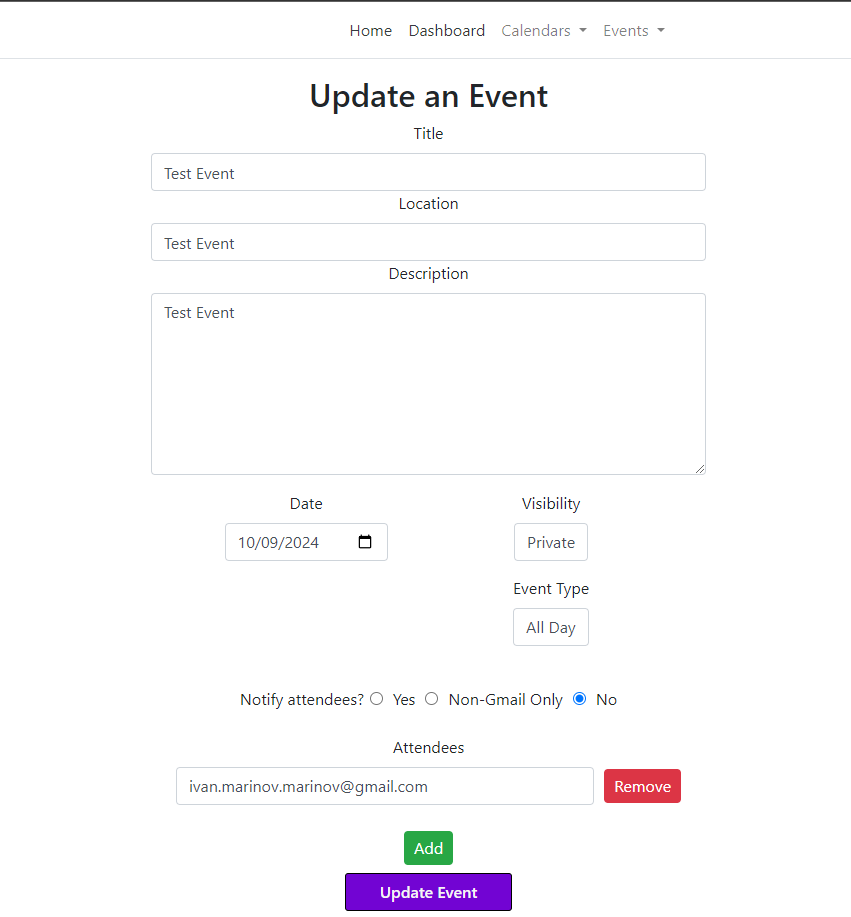 Home Dashboard Calendars Events
Update an Event
Title
Test Event
Location
Test Event
Description
Test Event
Date Visibility
10/09/2024 Private
Event Type
All Day
Notify attendees? Yes Non-Gmail Only No
Attendees
ivan.marinov.marinov@gmail.com Remove
Add
Update Event